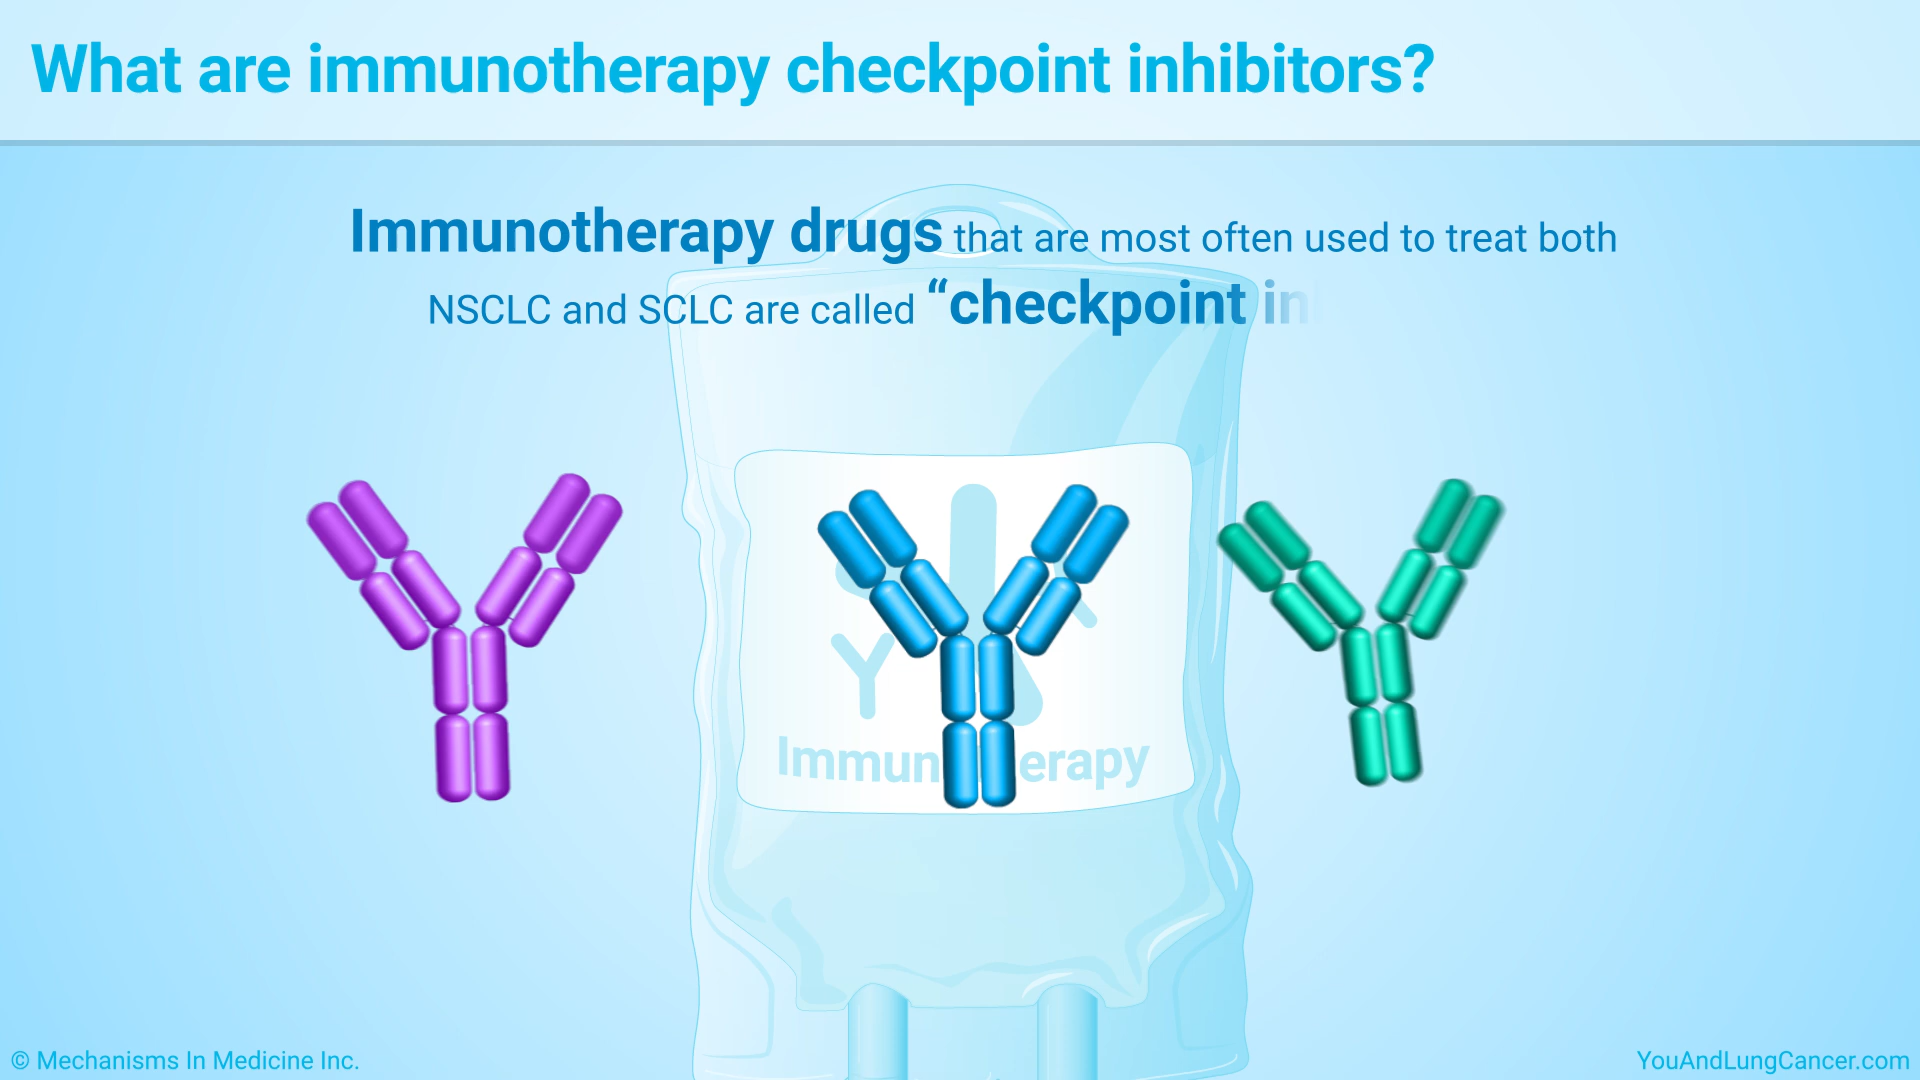 What are immunotherapy checkpoint inhibitors?
Immunotherapy drugs that are most often used to treat both
NSCLC and SCLC are called “checkpoint in
Immun erapy
© Mechanisms In Medicine Inc.
YouAndLungCancer.com